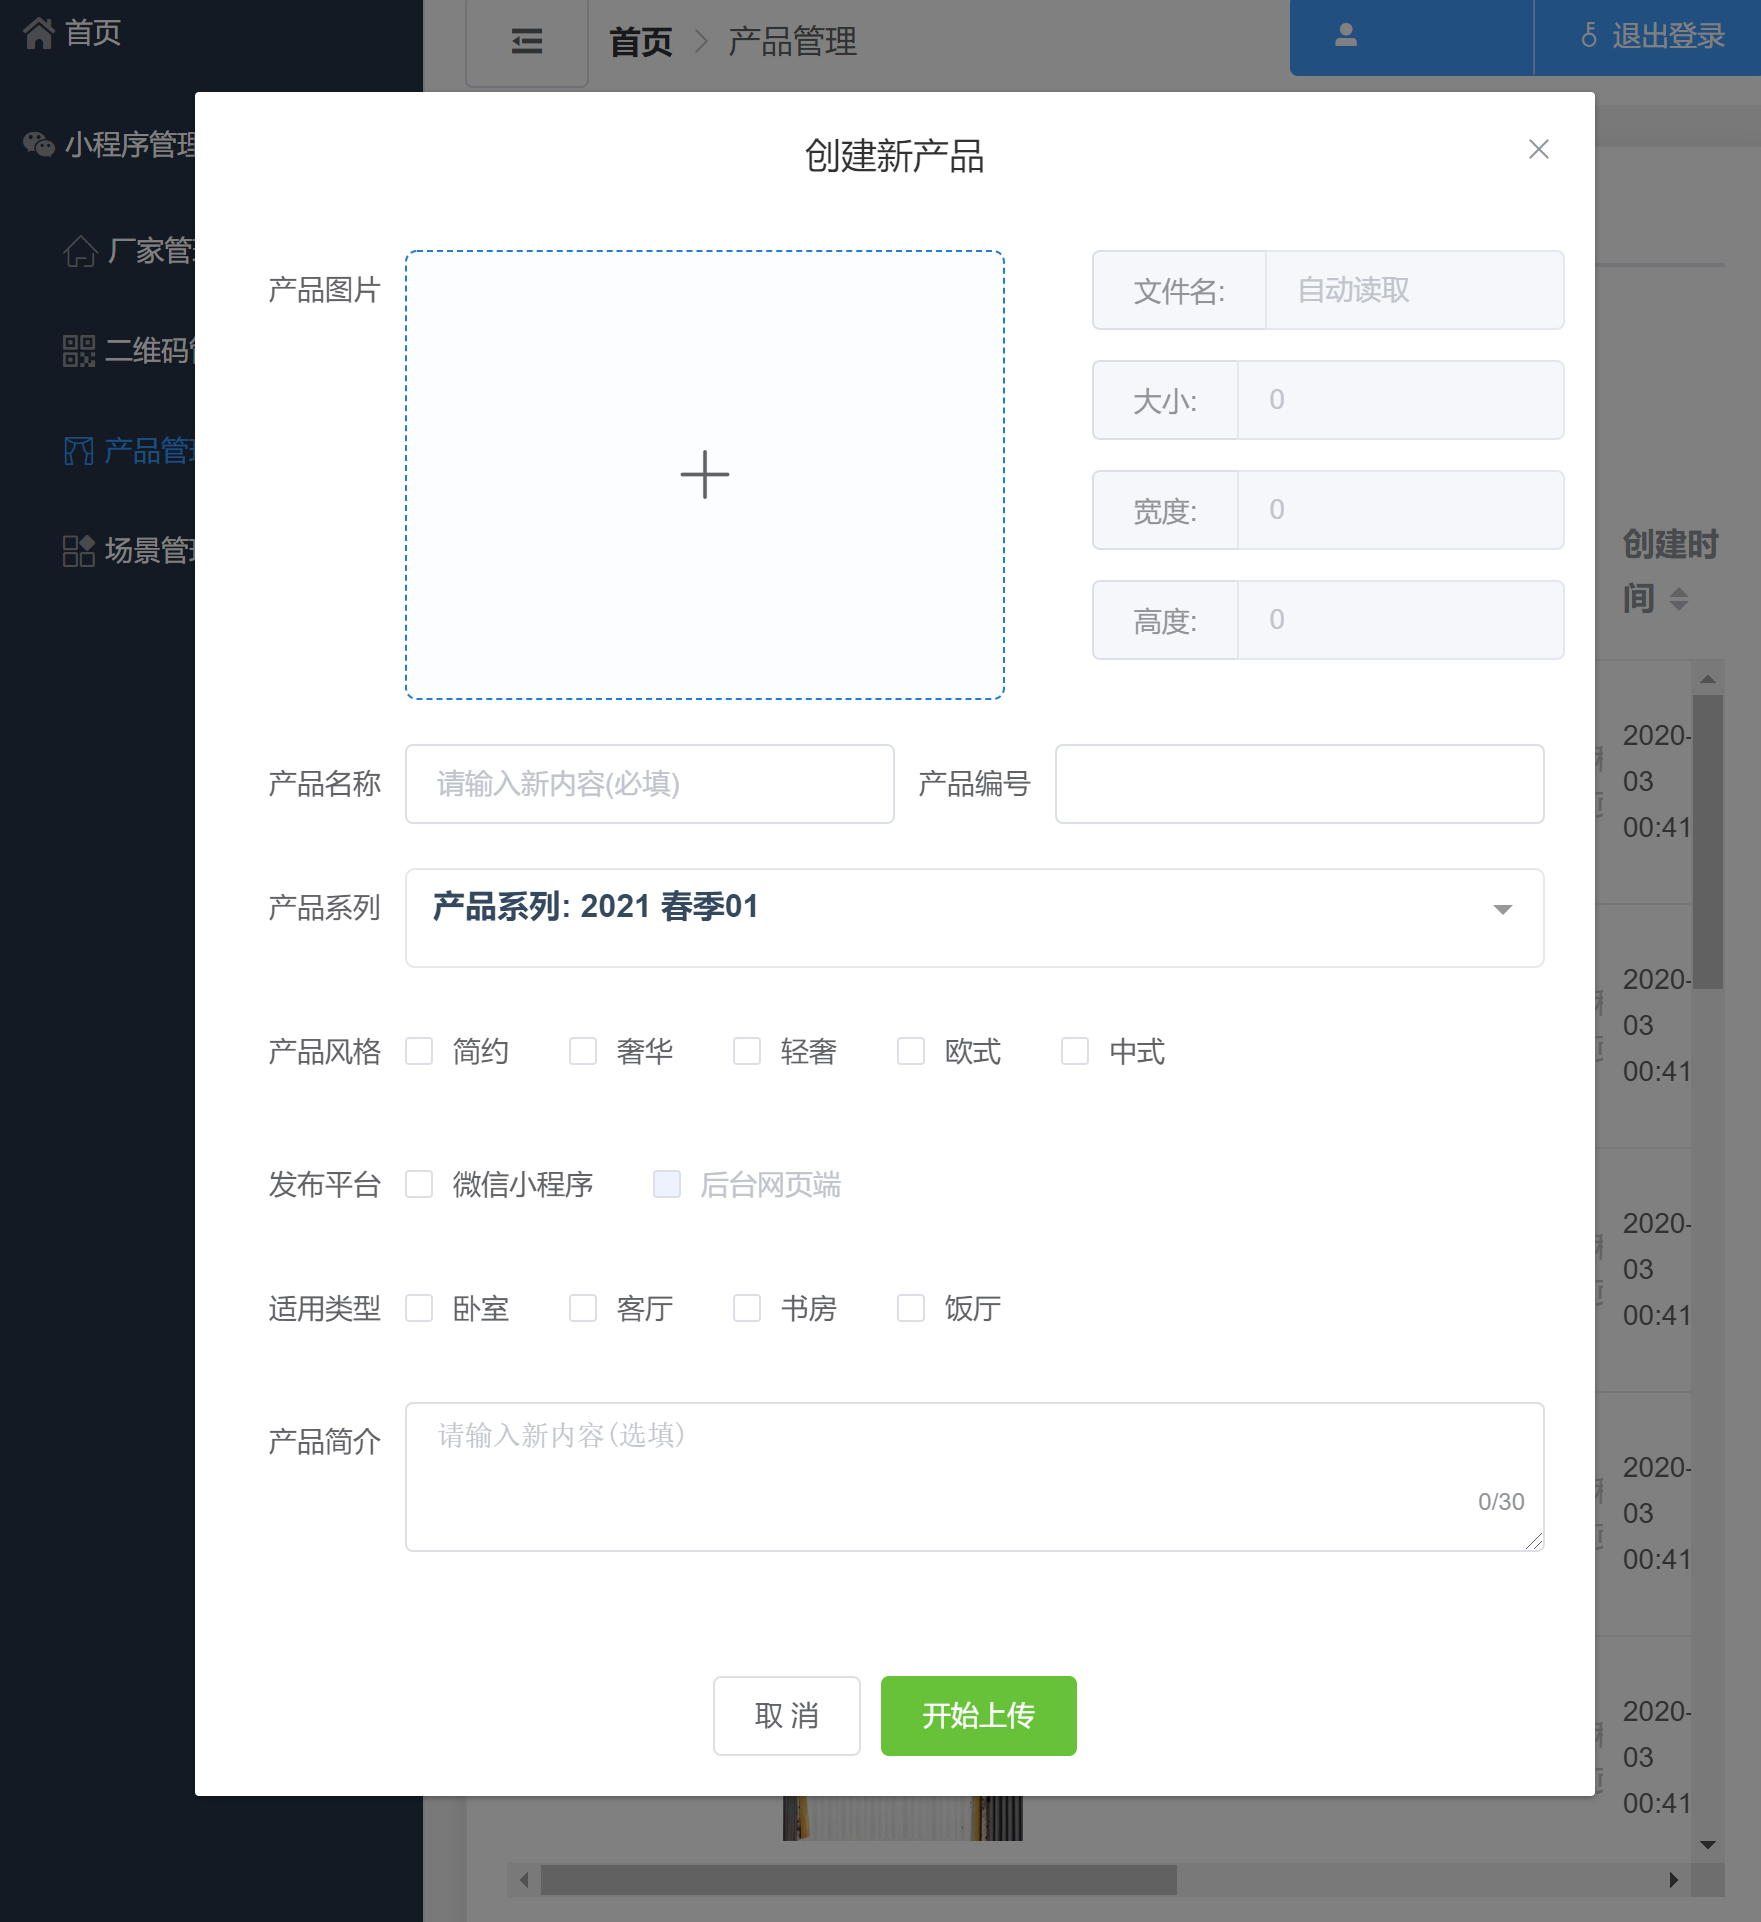 首页
小程序管理
厂家管
二维码
产品管
场景管
首页 > 产品管理
退出登录
创建新产品
产品图片
文件名: 自动读取
大小: 0
宽度: 0
高度: 0
产品名称 请输入新内容(必填) 产品编号
产品系列 产品系列: 2021 春季01
产品风格 简约 奢华 轻奢 欧式 中式
发布平台 微信小程序 后台网页端
适用类型 卧室 客厅 书房 饭厅
产品简介 请输入新内容(选填)
0/30
取 消 开始上传
创建时
间
2020-
03
00:41
2020-
03
00:41
2020-
03
00:41
2020-
03
00:41
2020-
03
00:41